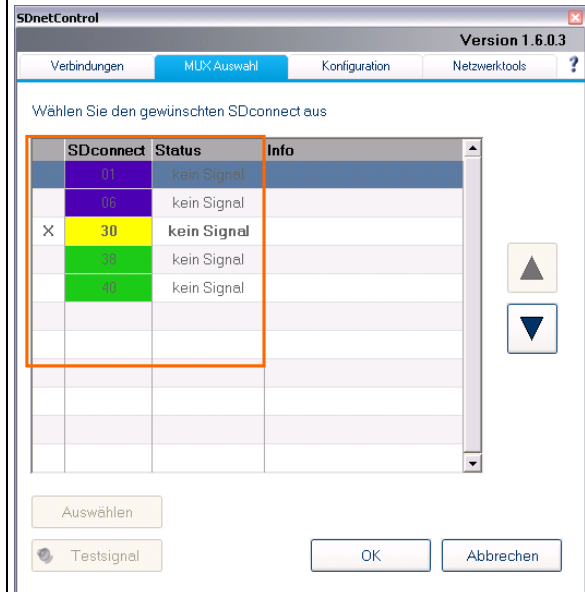 SDnetControl
Version 1.6.0.3
Verbindungen MUX Auswahl Konfiguration Netzwerktools ?
Wählen Sie den gewünschten SDconnect aus
SDconnect Status Info
01 kein Signal
06 kein Signal
X 30 kein Signal
38 kein Signal
40 kein Signal
Auswählen
Testsignal OK Abbrechen